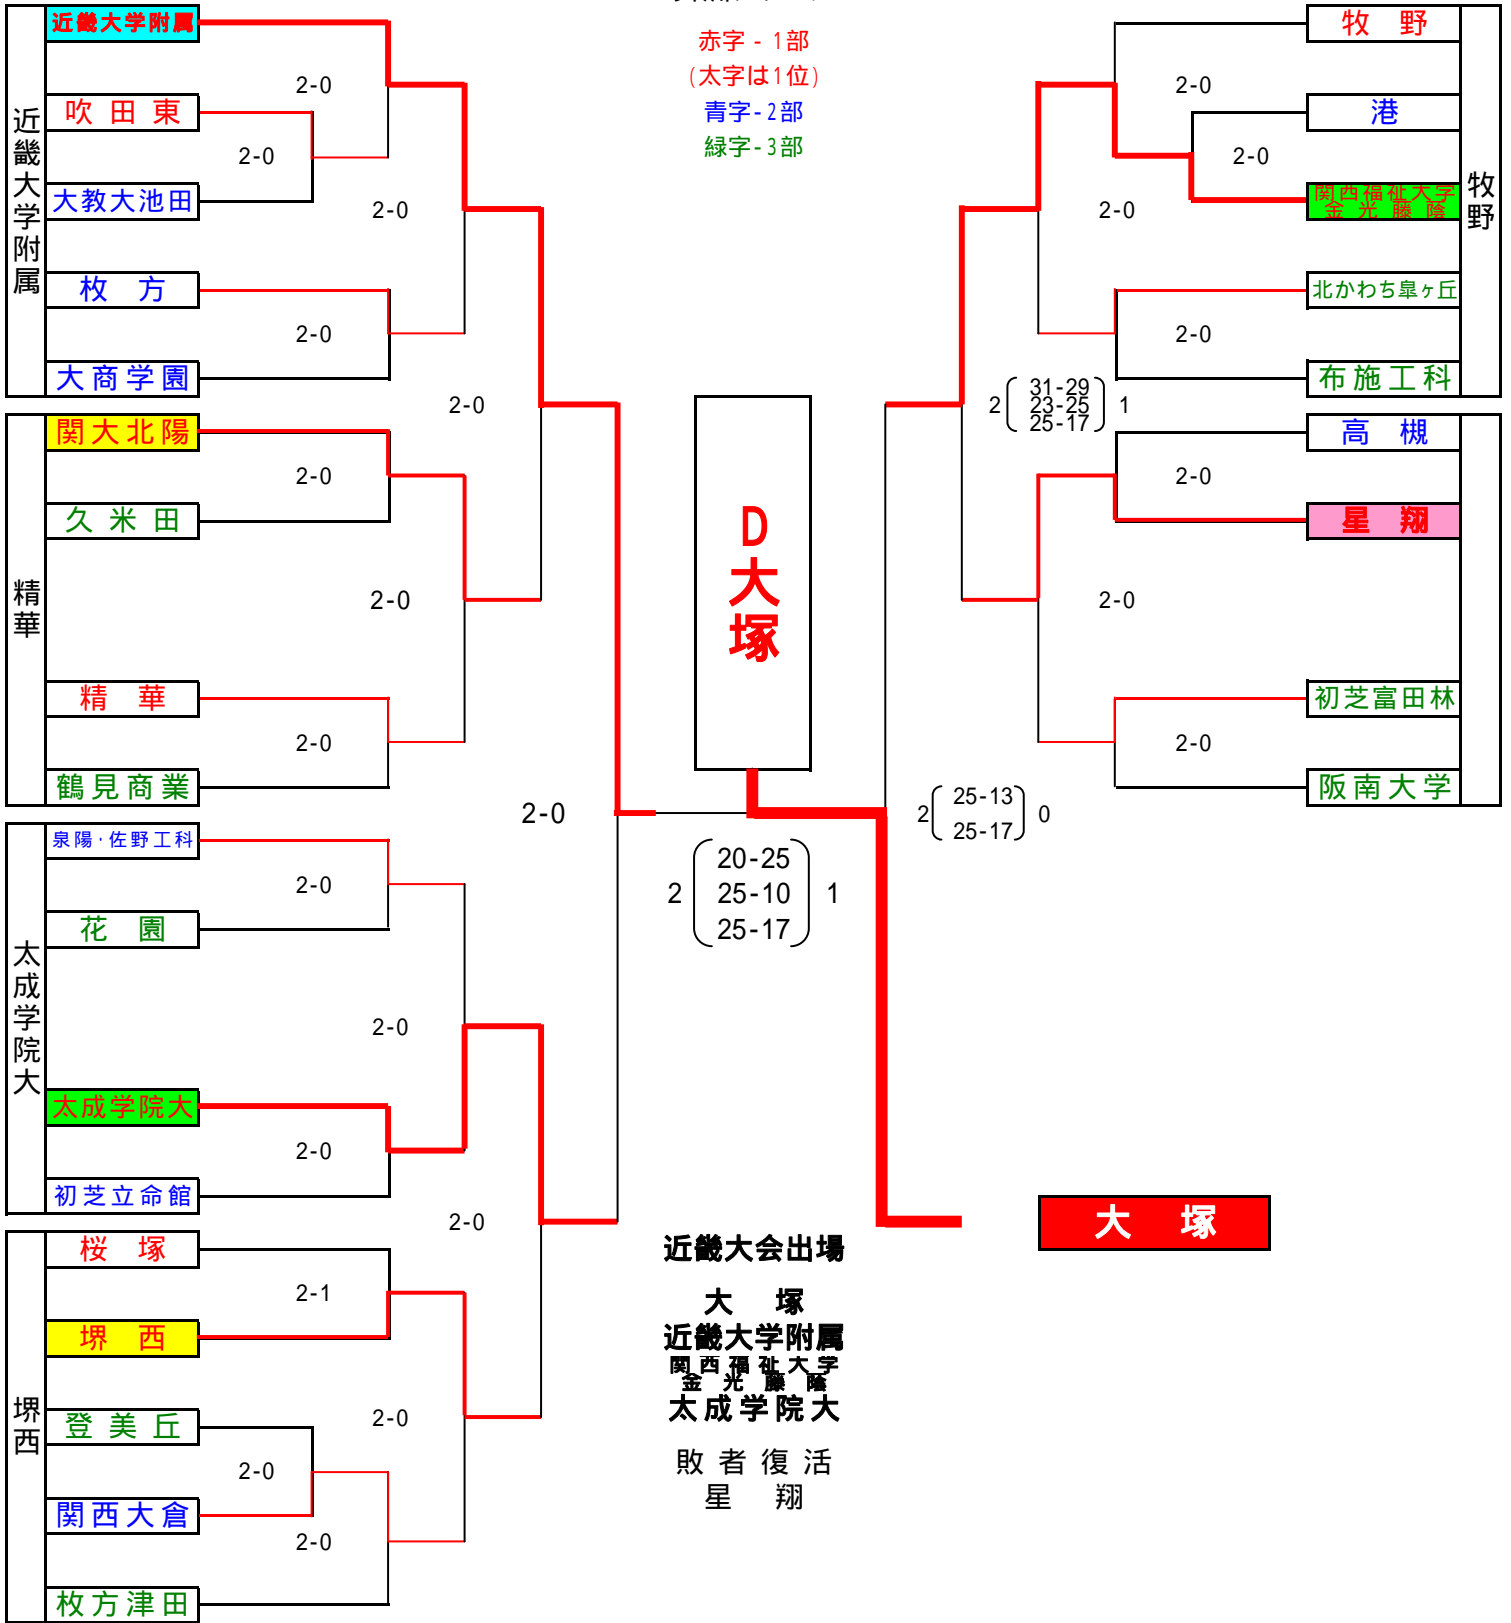 赤字 - 1部
(太字は1位)
青字-2部
緑字-3部
近畿大学附属
近畿大学附属
2-0
吹田東
2-0
大教大池田
2-0
枚方
2-0
大商学園
2-0
精華
関大北陽
2-0
久米田
2-0
精華
2-0
鶴見商業
2-0
太成学院大
泉陽・佐野工科
2-0
花園
2-0
太成学院大
2-0
初芝立命館
2-0
堺西
桜塚
2-1
堺西
2-0
登美丘
2-0
関西大倉
2-0
枚方津田
D大塚
2
20-25
25-10
25-17
1
牧野
牧野
2-0
港
2-0
関西福祉大学
金光藤蔭
2-0
北かわち皐ヶ丘
2-0
布施工科
2
31-29
23-25
25-17
1
高槻
2-0
星翔
2-0
初芝富田林
2-0
阪南大学
2
25-13
25-17
0
大塚
近畿大会出場
大塚
近畿大学附属
関西福祉大学
金光藤蔭
太成学院大
敗者復活
星翔